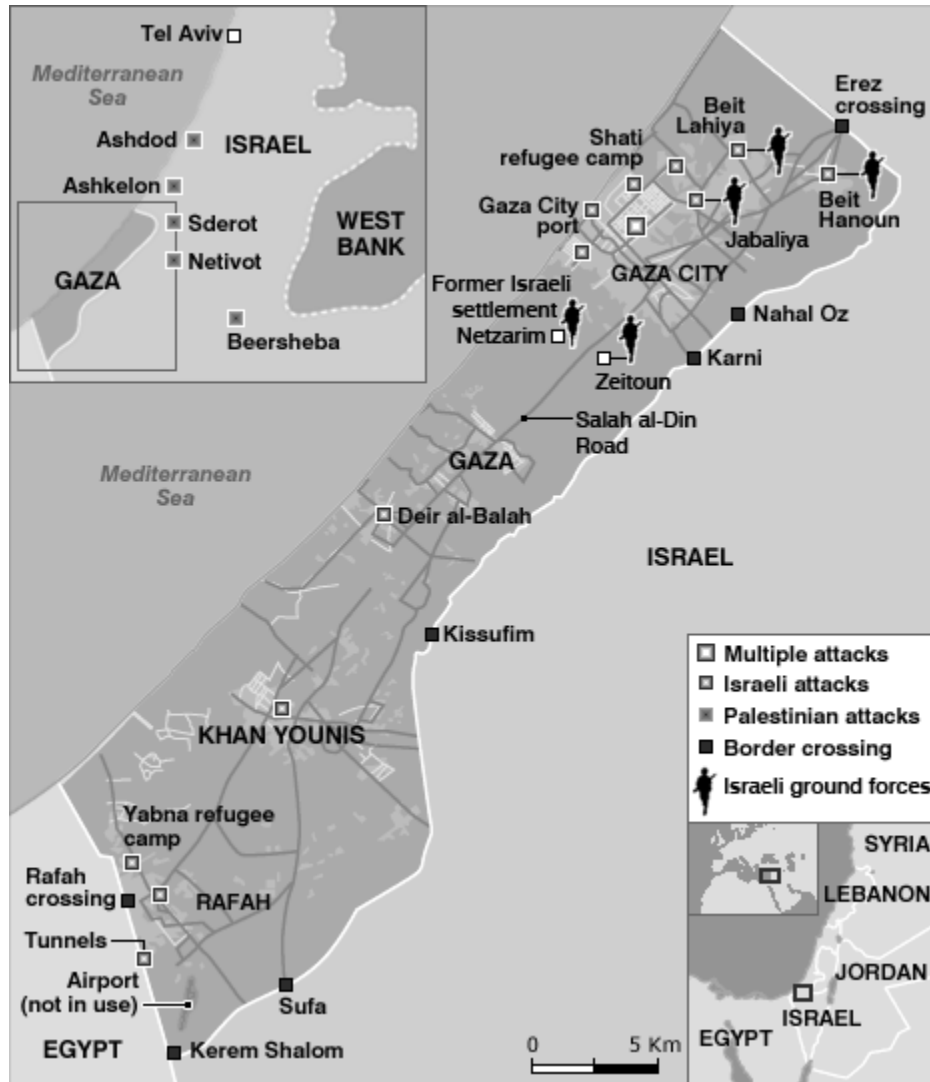 Tel Aviv
Mediterranean
Sea
Ashdod
ISRAEL
Ashkelon
Sderot
WEST
BANK
GAZA
Netivot
Beersheba
Erez
crossing
Beit
Lahiya
Shati
refugee camp
Gaza City
port
Beit
Hanoun
Jabaliya
GAZA CITY
Former Israeli
settlement
Netzarim
Nahal Oz
Karni
Zeitoun
Salah al-Din
Road
GAZA
Mediterranean
Sea
Deir al-Balah
ISRAEL
Kissufim
KHAN YOUNIS
Yabna refugee
camp
Rafah
crossing
RAFAH
Tunnels
Airport
(not in use)
Sufa
EGYPT
Kerem Shalom
0 5 Km
Multiple attacks
Israeli attacks
Palestinian attacks
Border crossing
Israeli ground forces
SYRIA
LEBANON
JORDAN
ISRAEL
EGYPT